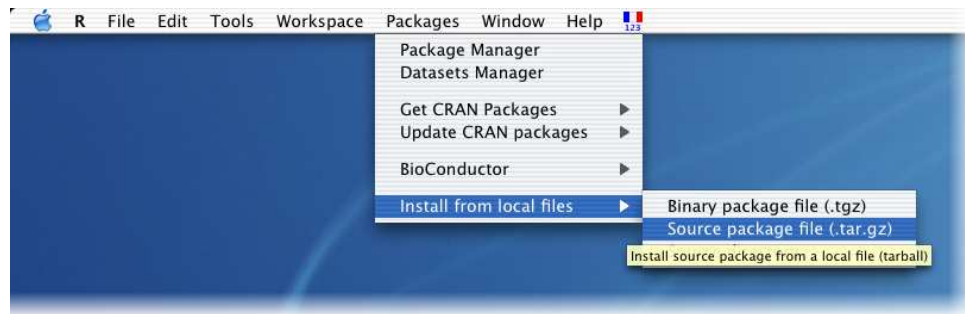 R File Edit Tools Workspace Packages Window Help 123
Package Manager
Datasets Manager
Get CRAN Packages
Update CRAN packages
BioConductor
Install from local files
Binary package file (.tgz)
Source package file (.tar.gz)
Install source package from a local file (tarball)